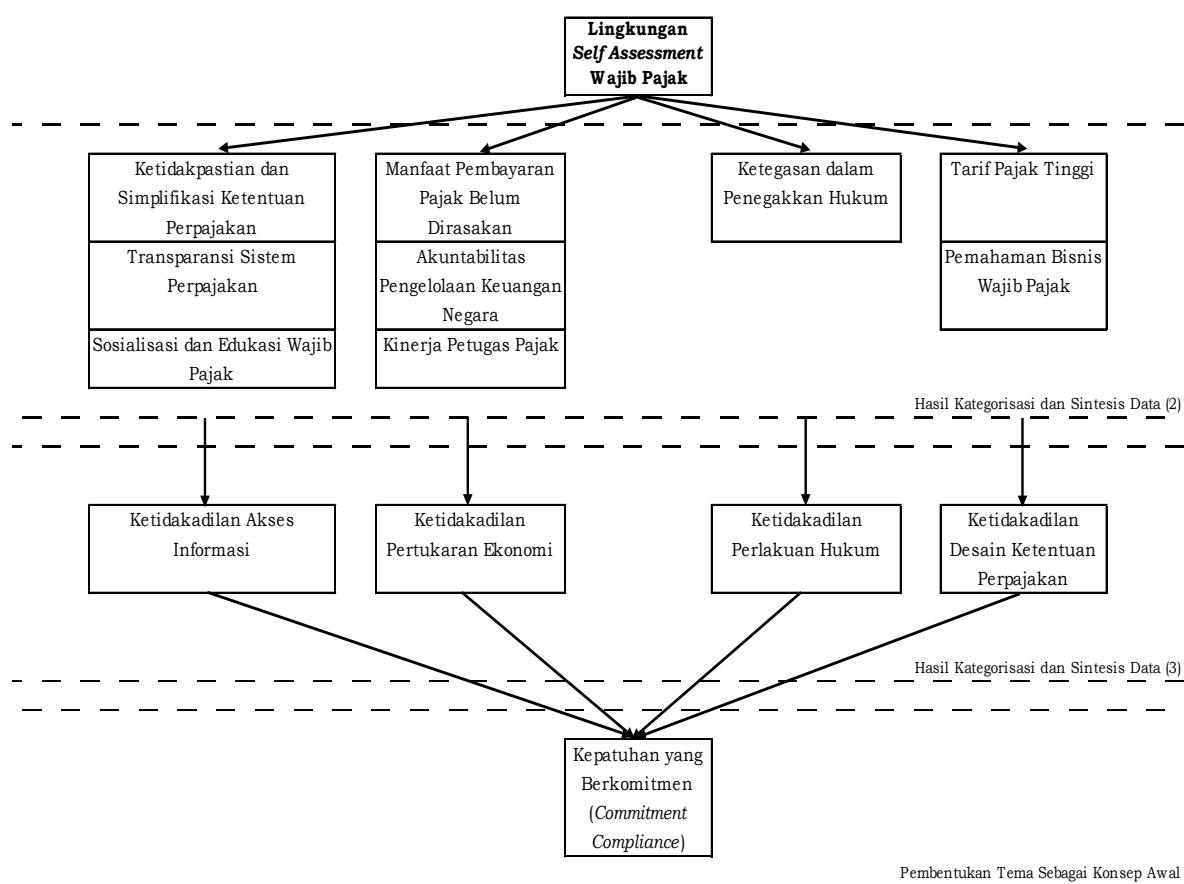 Lingkungan
Self Assessment
Wajib Pajak
Ketidakpastian dan
Simplifikasi Ketentuan
Perpajakan
Transparansi Sistem
Perpajakan
Sosialisasi dan Edukasi Wajib
Pajak
Manfaat Pembayaran
Pajak Belum
Dirasakan
Akuntabilitas
Pengelolaan Keuangan
Negara
Kinerja Petugas Pajak
Ketegasan dalam
Penegakkan Hukum
Tarif Pajak Tinggi
Pemahaman Bisnis
Wajib Pajak
Hasil Kategorisasi dan Sintesis Data (2)
Ketidakadilan Akses
Informasi
Ketidakadilan
Pertukaran Ekonomi
Ketidakadilan
Perlakuan Hukum
Ketidakadilan
Desain Ketentuan
Perpajakan
Hasil Kategorisasi dan Sintesis Data (3)
Kepatuhan yang
Berkomitmen
(Commitment
Compliance)
Pembentukan Tema Sebagai Konsep Awal